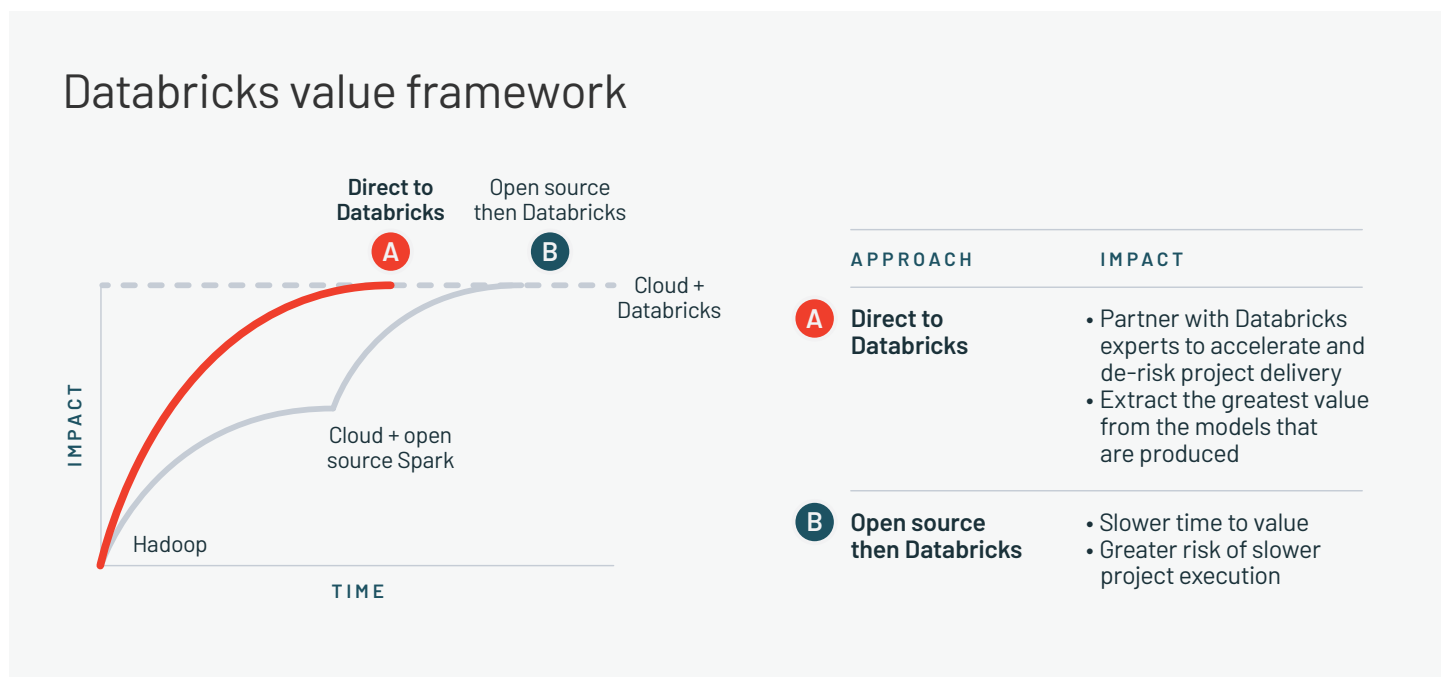 Databricks value framework
Direct to
Databricks
Open source
then Databricks
A
B
Cloud +
Databricks
IMPACT
Cloud + open
source Spark
Hadoop
TIME
APPROACH
IMPACT
A
Direct to
Databricks
• Partner with Databricks
experts to accelerate and
de-risk project delivery
• Extract the greatest value
from the models that
are produced
B
Open source
then Databricks
• Slower time to value
• Greater risk of slower
project execution